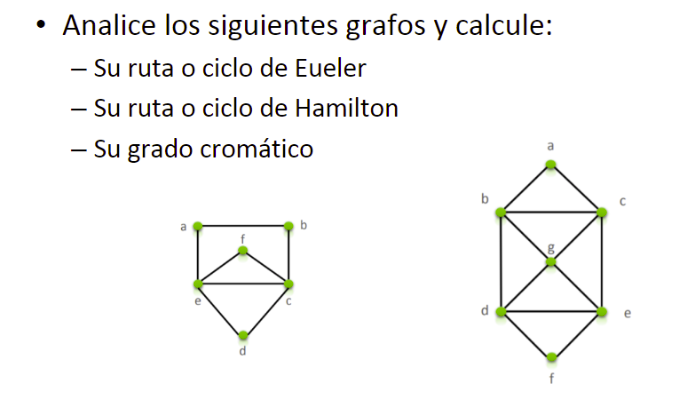 • Analice los siguientes grafos y calcule:
– Su ruta o ciclo de Eueler
– Su ruta o ciclo de Hamilton
– Su grado cromático
a
b
f
e
c
d
a
b
c
g
d
e
f